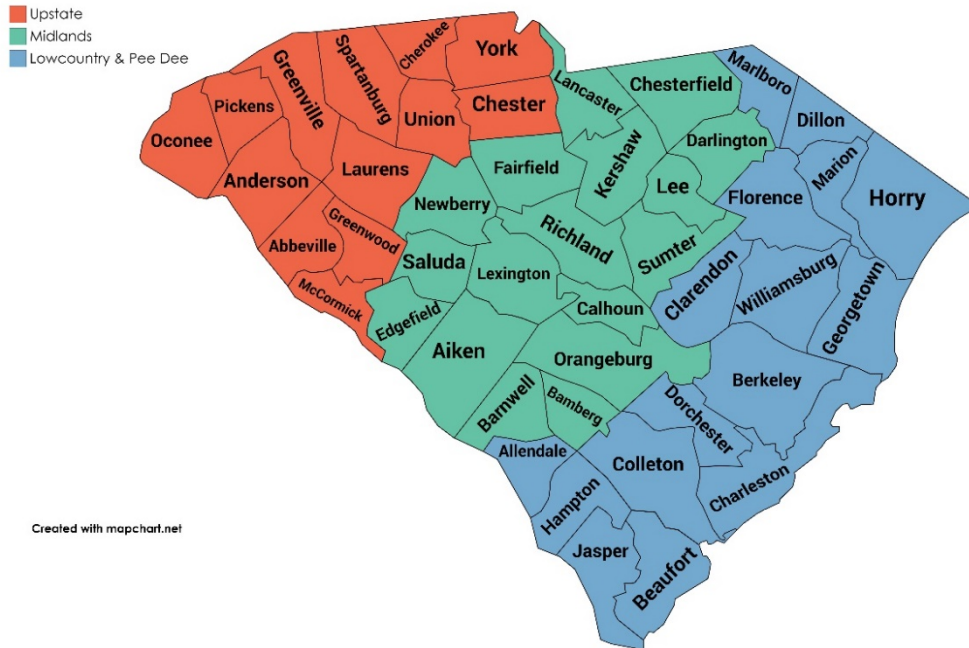 Upstate
Midlands
Lowcountry & Pee Dee
Cherokee
York
Spartanburg
Greenville
Pickens
Oconee
Union
Chester
Lancaster
Chesterfield
Marlboro
Dillon
Darlington
Anderson
Laurens
Fairfield
Kershaw
Lee
Marion
Horry
Florence
Newberry
Greenwood
Abbeville
Richland
Sumter
Saluda
Lexington
McCormick
Edgefield
Calhoun
Clarendon
Williamsburg
Georgetown
Aiken
Orangeburg
Berkeley
Barnwell
Bamberg
Dorchester
Allendale
Colleton
Charleston
Hampton
Jasper
Beaufort
Created with mapchart.net